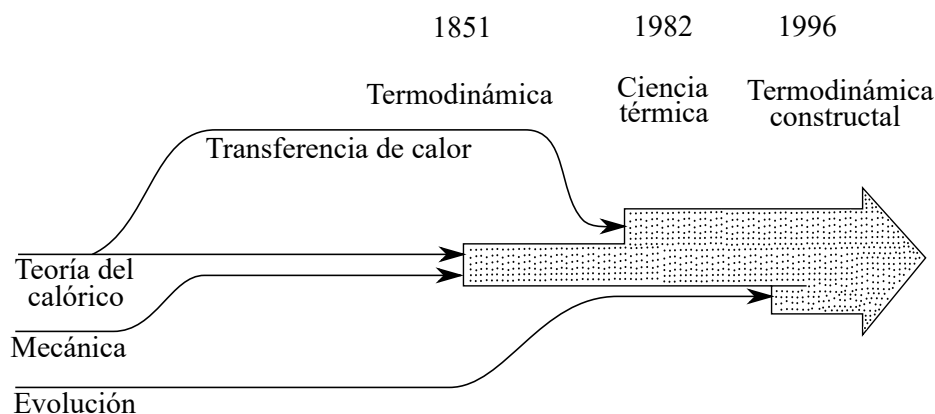 1851
1982
1996
Termodinámica
Ciencia
térmica
Termodinámica
constructal
Transferencia de calor
Teoría del
calórico
Mecánica
Evolución